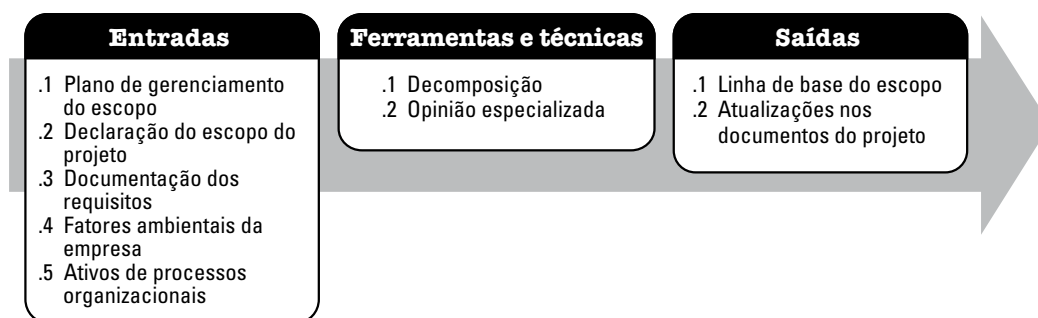 Entradas
.1 Plano de gerenciamento
do escopo
.2 Declaração do escopo do
projeto
.3 Documentação dos
requisitos
.4 Fatores ambientais da
empresa
.5 Ativos de processos
organizacionais
Ferramentas e técnicas
.1 Decomposição
.2 Opinião especializada
Saídas
.1 Linha de base do escopo
.2 Atualizações nos
documentos do projeto